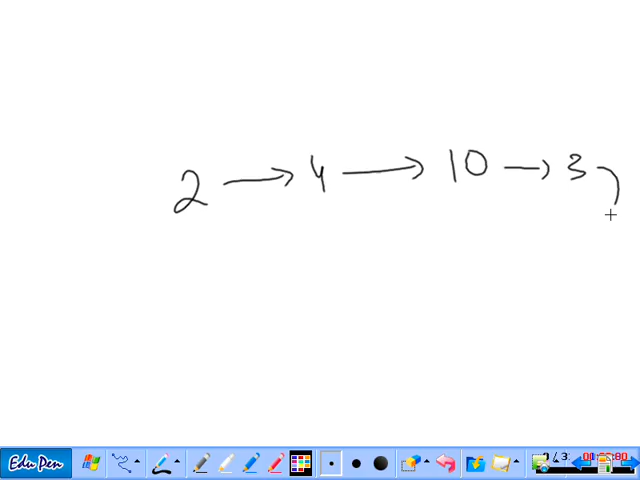 2 → 4 → 10 → 3
Edu Pen